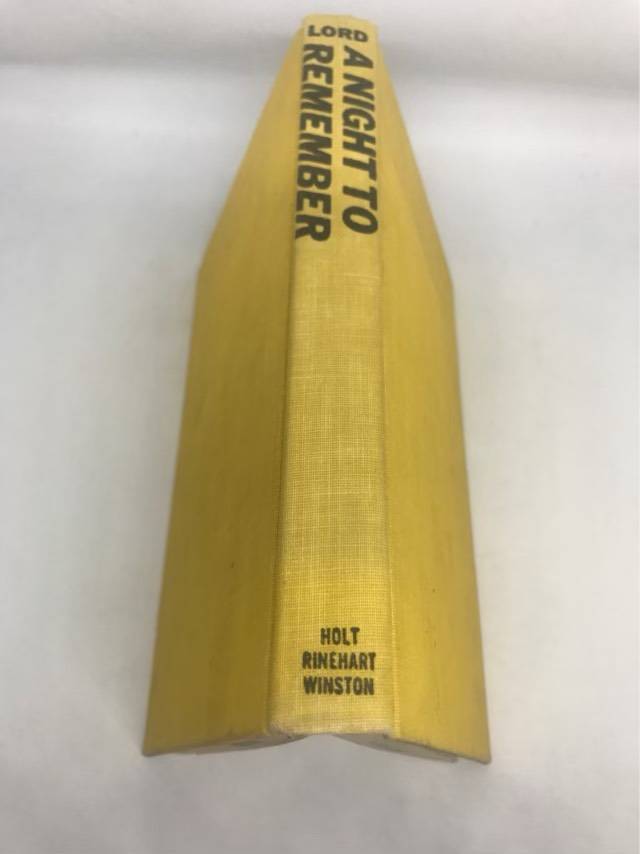 LORD
A NIGHT TO
REMEMBER
HOLT
RINEHART
WINSTON